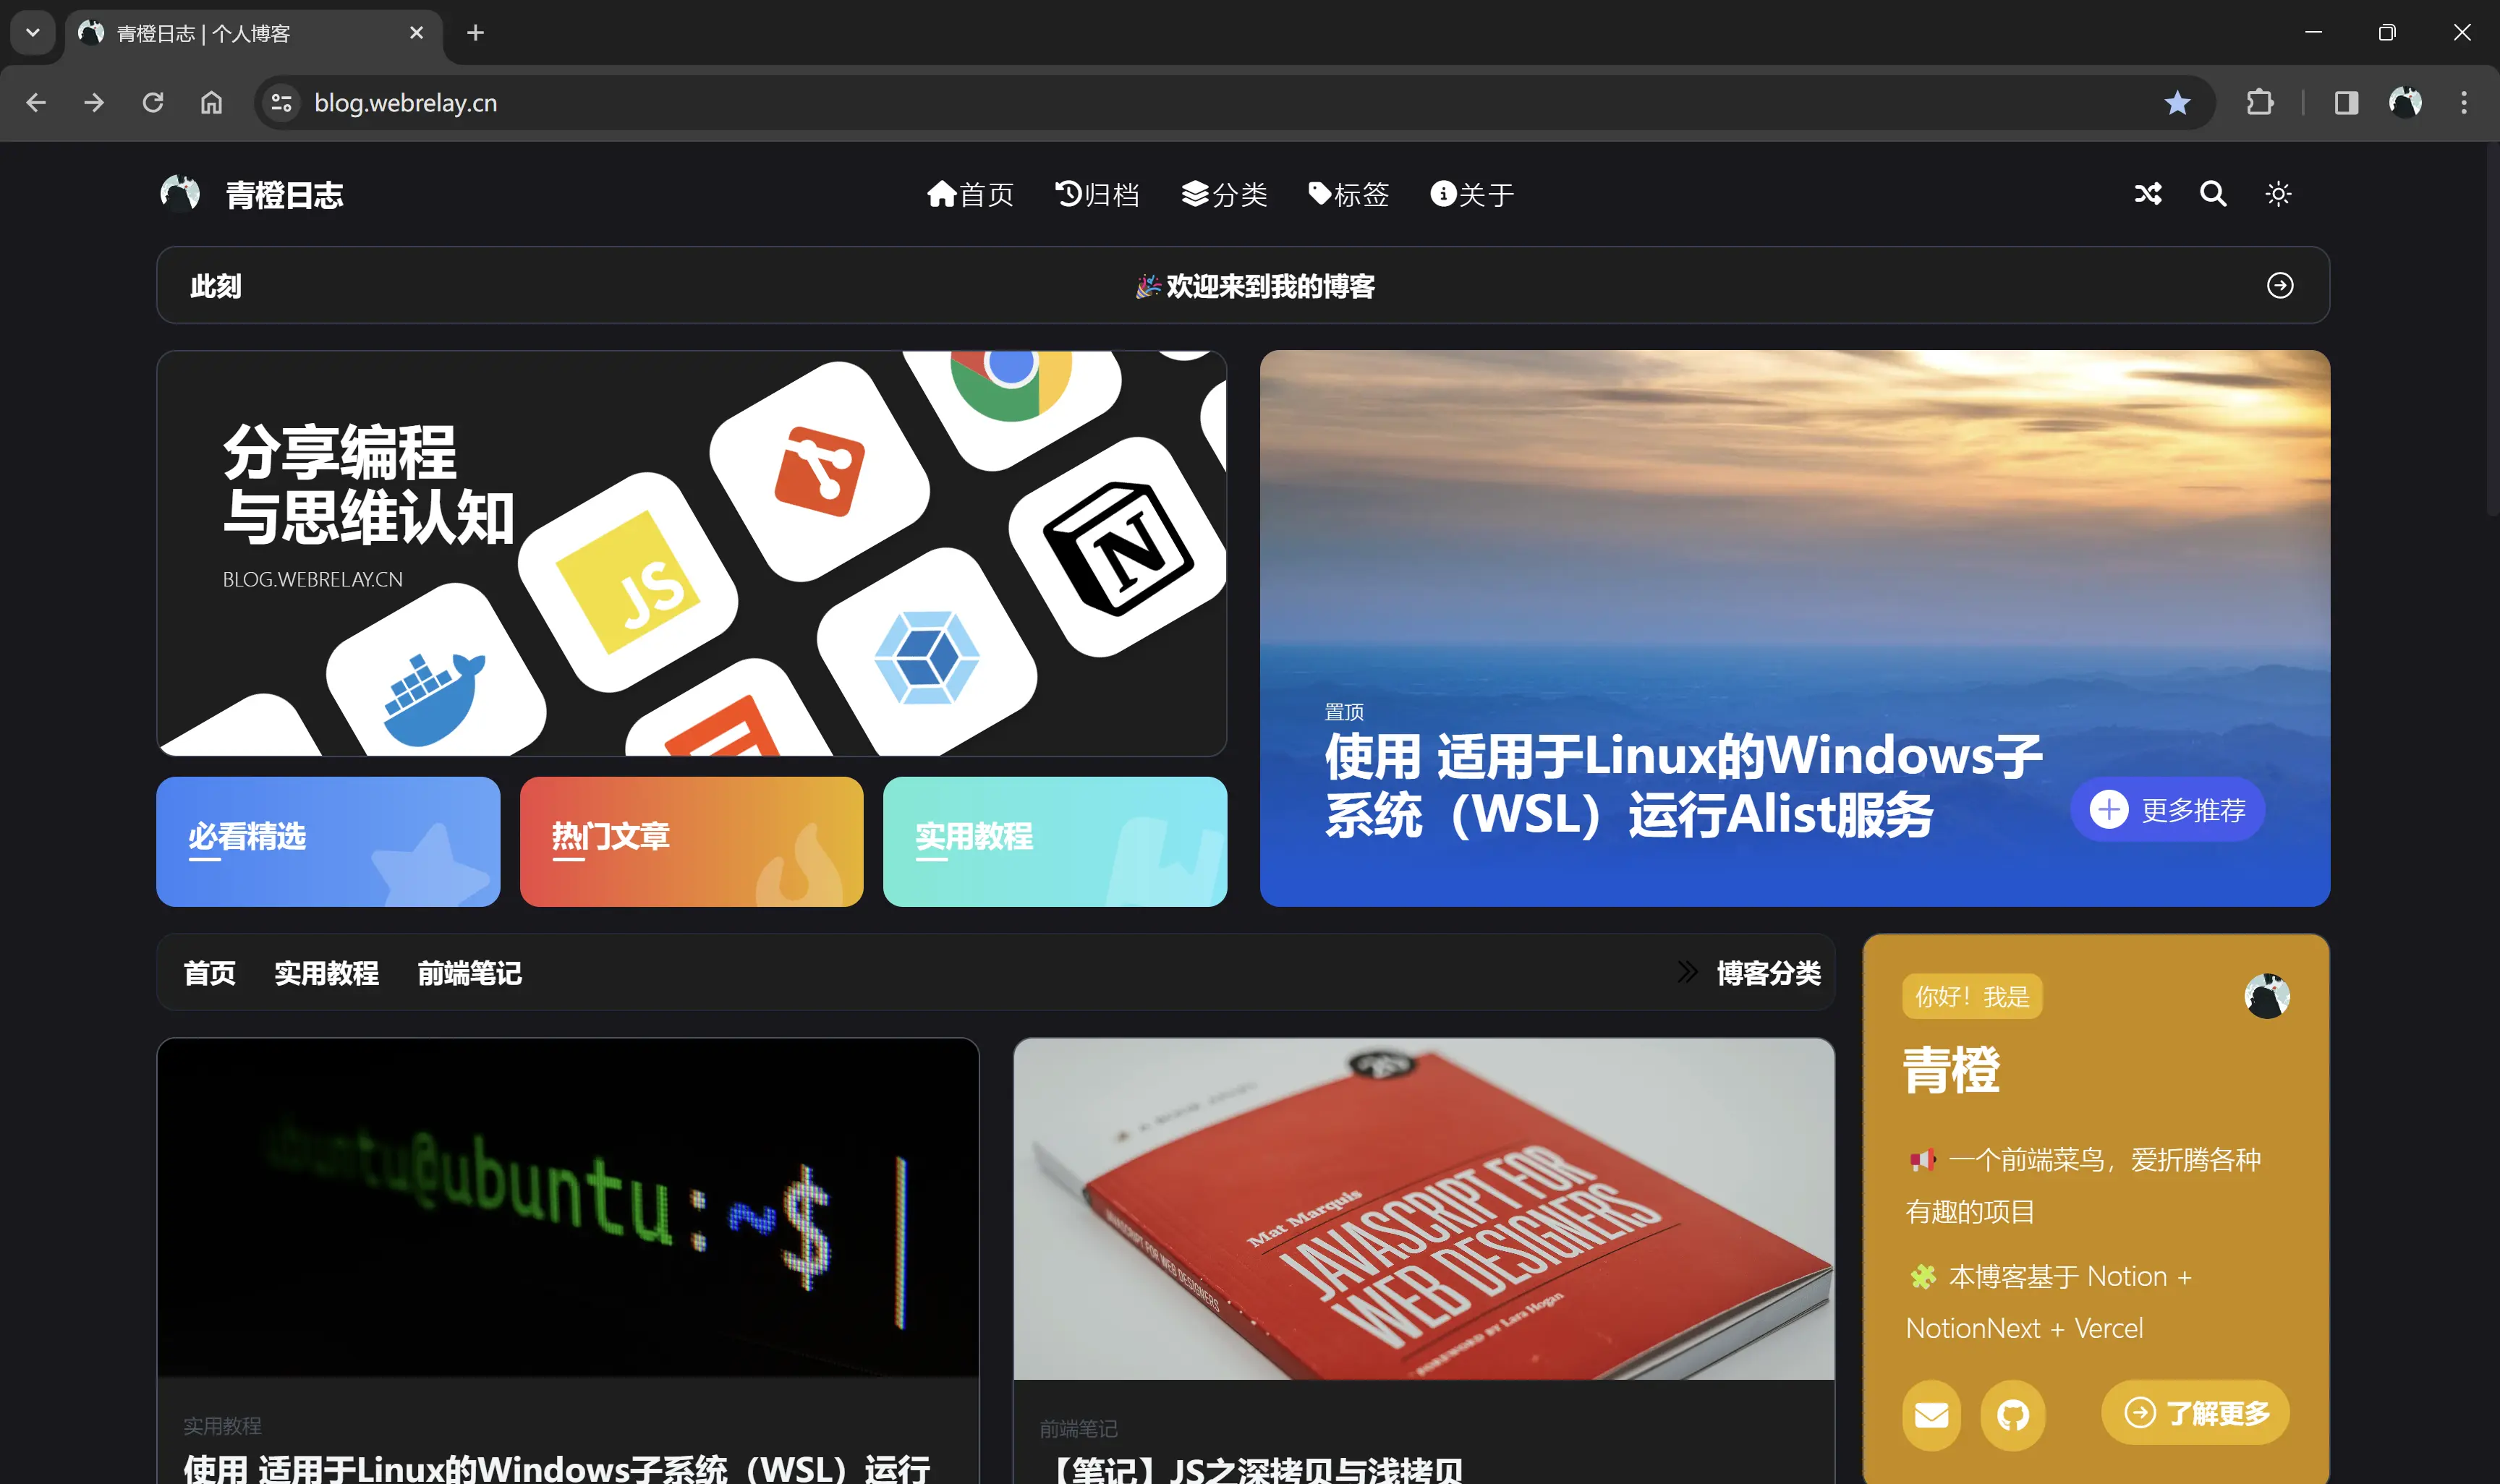 青橙日志 | 个人博客
blog.webrelay.cn
青橙日志
首页 归档 分类 标签 关于
此刻
🎉 欢迎来到我的博客
分享编程
与思维认知
BLOG.WEBRELAY.CN
JS
N
必看精选
热门文章
实用教程
置顶
使用 适用于Linux的Windows子
系统（WSL）运行Alist服务
更多推荐
首页 实用教程 前端笔记
博客分类
ubuntu@ubuntu:~$
实用教程
使用 适用于Linux的Windows子系统（WSL）运行
Mat Marquis
JAVASCRIPT FOR
WEB DESIGNERS
FOREWORD BY Lara Hogan
JAVASCRIPT FOR WEB DESIGNERS
前端笔记
【笔记】JS之深拷贝与浅拷贝
你好！我是
青橙
📢 一个前端菜鸟，爱折腾各种
有趣的项目
🧩 本博客基于 Notion +
NotionNext + Vercel
了解更多